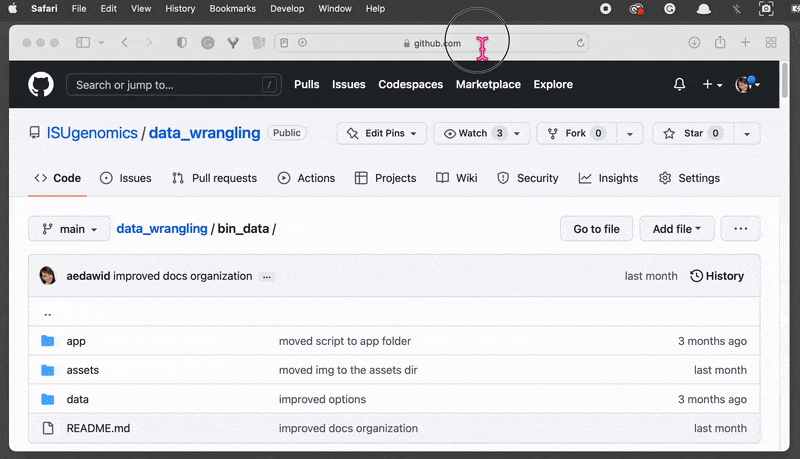 Safari File Edit View History Bookmarks Develop Window Help
github.com
Search or jump to... / Pulls Issues Codespaces Marketplace Explore
ISUgenomics / data_wrangling Public Edit Pins Watch 3 Fork 0 Star 0
Code Issues Pull requests Actions Projects Wiki Security Insights Settings
main data_wrangling / bin_data / Go to file Add file ...
aedawid improved docs organization ... last month History
..
app moved script to app folder 3 months ago
assets moved img to the assets dir last month
data improved options 3 months ago
README.md improved docs organization last month